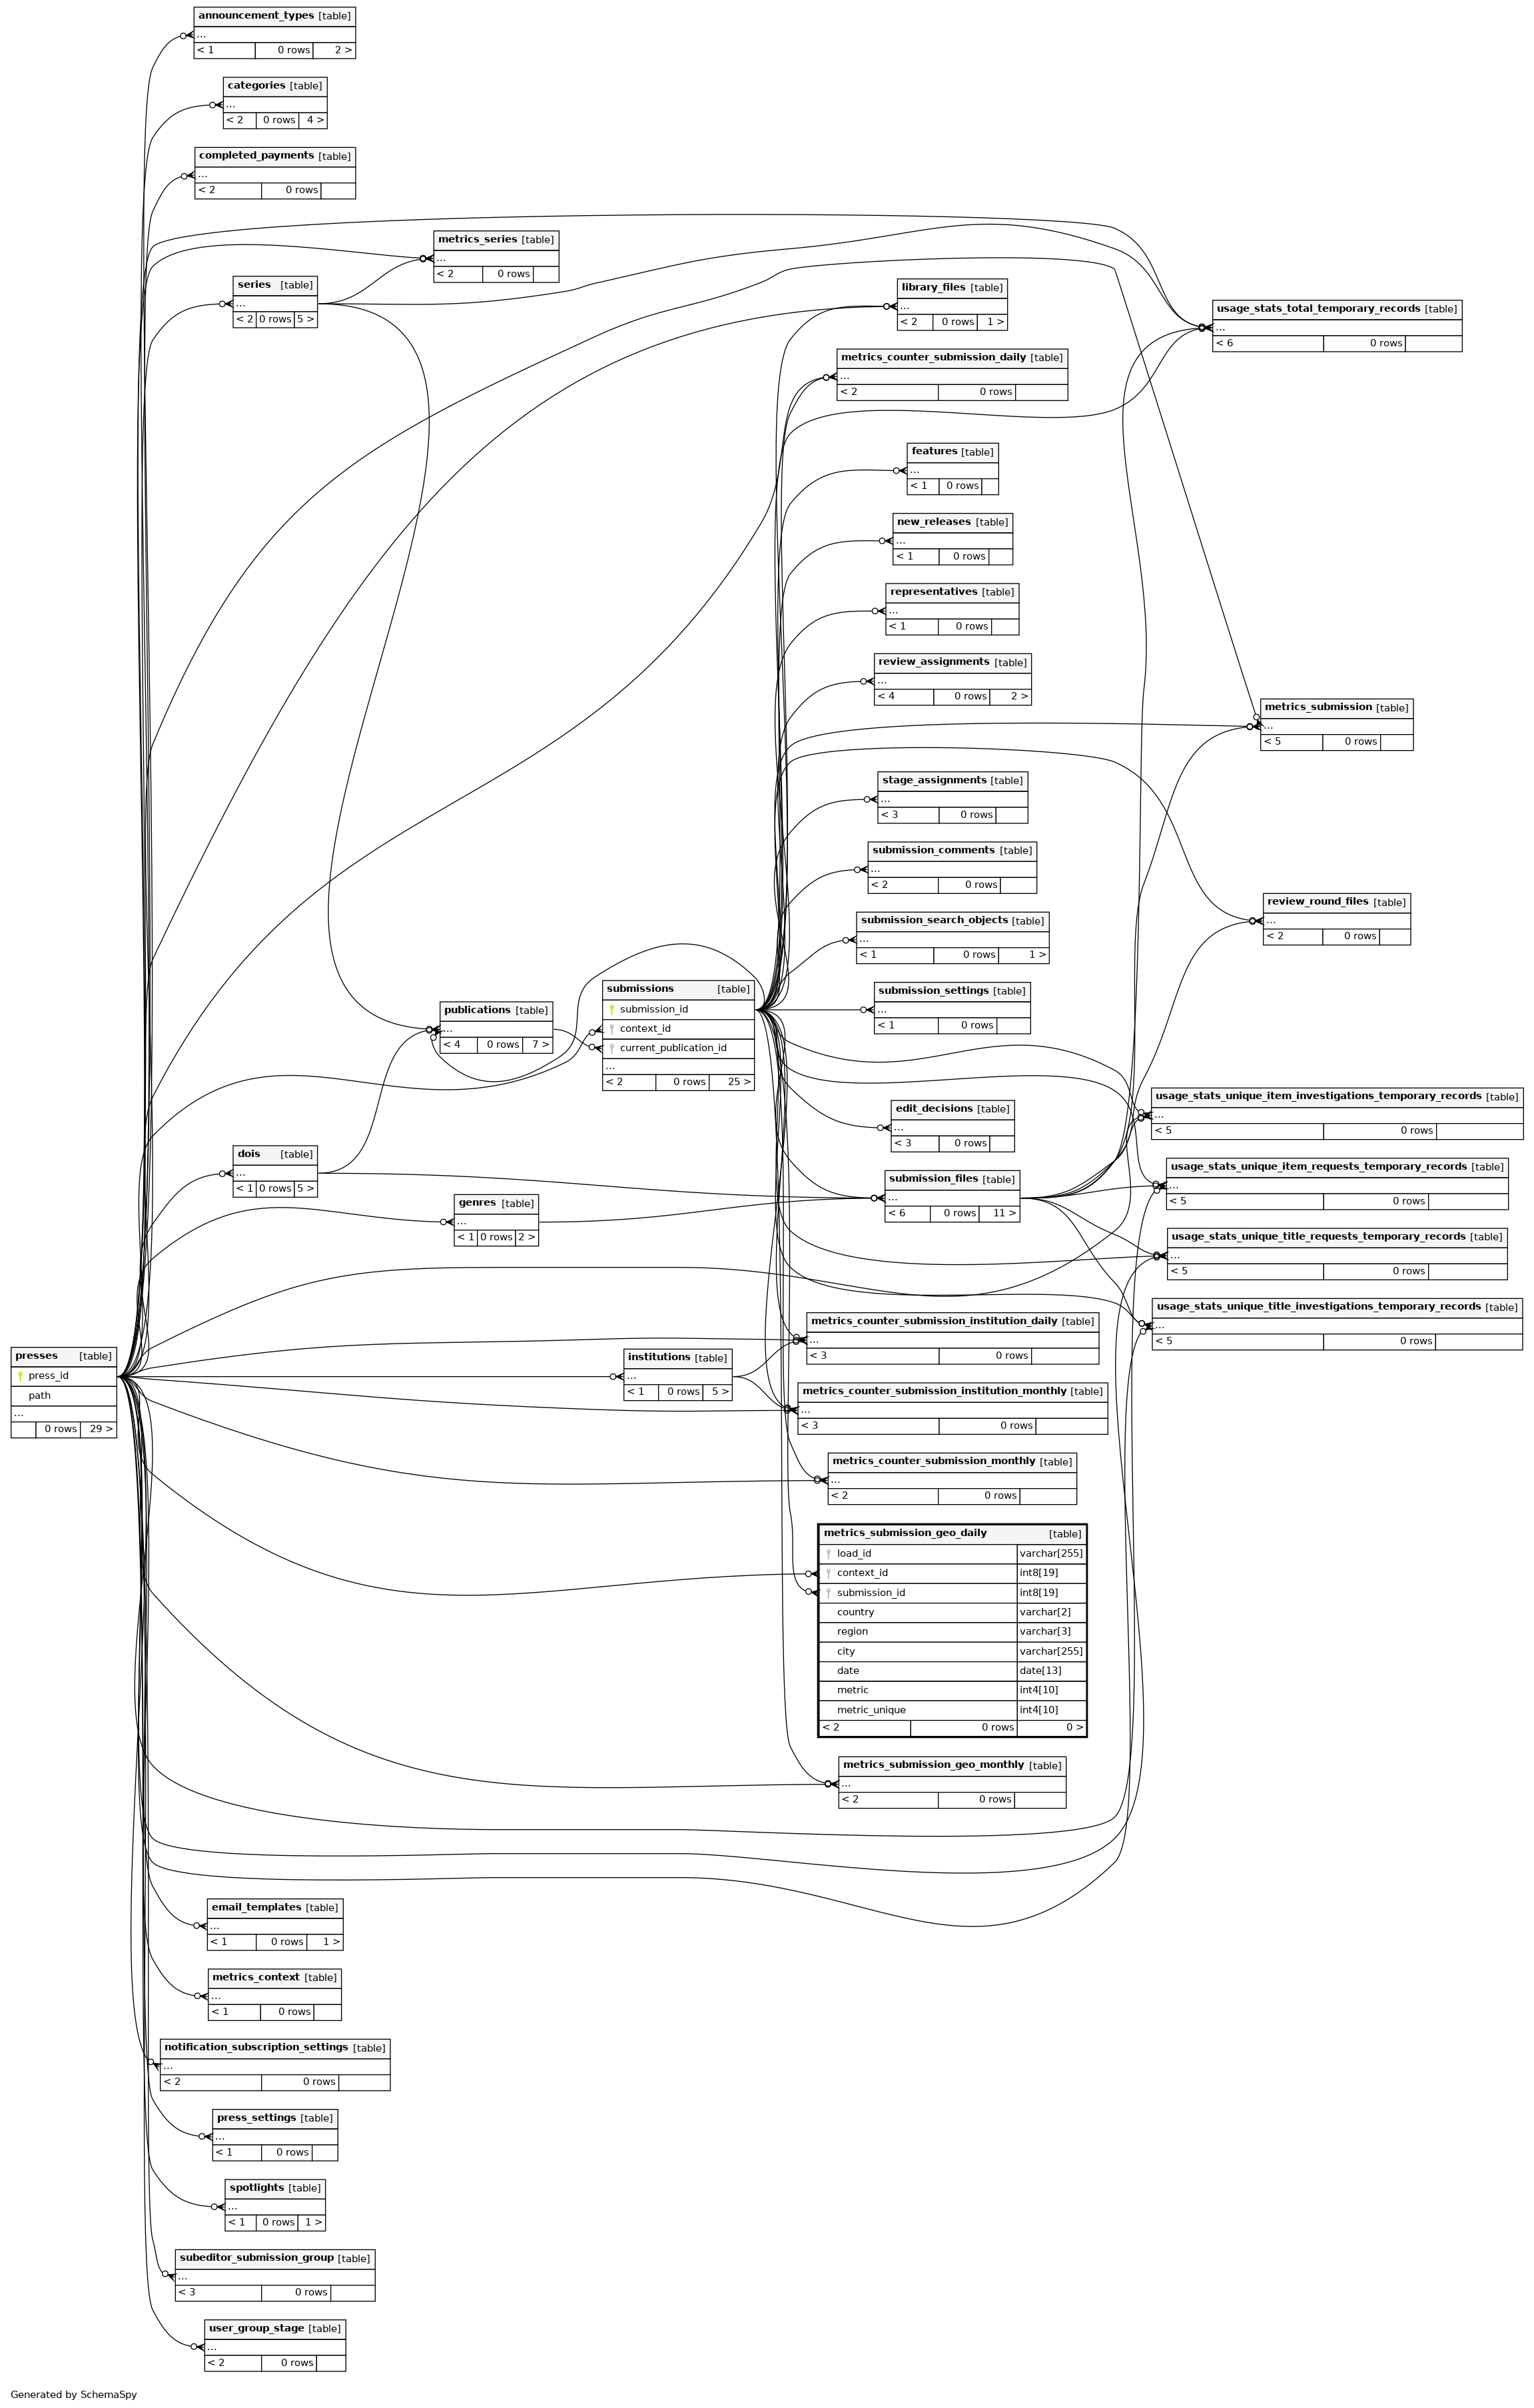 announcement_types [table]
...
< 1 0 rows 2 >
categories [table]
...
< 2 0 rows 4 >
completed_payments [table]
...
< 2 0 rows
metrics_series [table]
...
< 2 0 rows
series [table]
...
< 2 0 rows 5 >
library_files [table]
...
< 2 0 rows 1 >
usage_stats_total_temporary_records [table]
...
< 6 0 rows
metrics_counter_submission_daily [table]
...
< 2 0 rows
features [table]
...
< 1 0 rows
new_releases [table]
...
< 1 0 rows
representatives [table]
...
< 1 0 rows
review_assignments [table]
...
< 4 0 rows 2 >
metrics_submission [table]
...
< 5 0 rows
stage_assignments [table]
...
< 3 0 rows
submission_comments [table]
...
< 2 0 rows
review_round_files [table]
...
< 2 0 rows
submission_search_objects [table]
...
< 1 0 rows 1 >
submission_settings [table]
...
< 1 0 rows
publications [table]
...
< 4 0 rows 7 >
submissions [table]
submission_id
context_id
current_publication_id
...
< 2 0 rows 25 >
usage_stats_unique_item_investigations_temporary_records [table]
...
< 5 0 rows
edit_decisions [table]
...
< 3 0 rows
dois [table]
...
< 1 0 rows 5 >
usage_stats_unique_item_requests_temporary_records [table]
...
< 5 0 rows
submission_files [table]
...
< 6 0 rows 11 >
genres [table]
...
< 1 0 rows 2 >
usage_stats_unique_title_requests_temporary_records [table]
...
< 5 0 rows
usage_stats_unique_title_investigations_temporary_records [table]
...
< 5 0 rows
metrics_counter_submission_institution_daily [table]
...
< 3 0 rows
presses [table]
press_id
path
...
0 rows 29 >
institutions [table]
...
< 1 0 rows 5 >
metrics_counter_submission_institution_monthly [table]
...
< 3 0 rows
metrics_counter_submission_monthly [table]
...
< 2 0 rows
metrics_submission_geo_daily [table]
load_id varchar[255]
context_id int8[19]
submission_id int8[19]
country varchar[2]
region varchar[3]
city varchar[255]
date date[13]
metric int4[10]
metric_unique int4[10]
< 2 0 rows 0 >
metrics_submission_geo_monthly [table]
...
< 2 0 rows
email_templates [table]
...
< 1 0 rows 1 >
metrics_context [table]
...
< 1 0 rows
notification_subscription_settings [table]
...
< 2 0 rows
press_settings [table]
...
< 1 0 rows
spotlights [table]
...
< 1 0 rows 1 >
subeditor_submission_group [table]
...
< 3 0 rows
user_group_stage [table]
...
< 2 0 rows
Generated by SchemaSpy